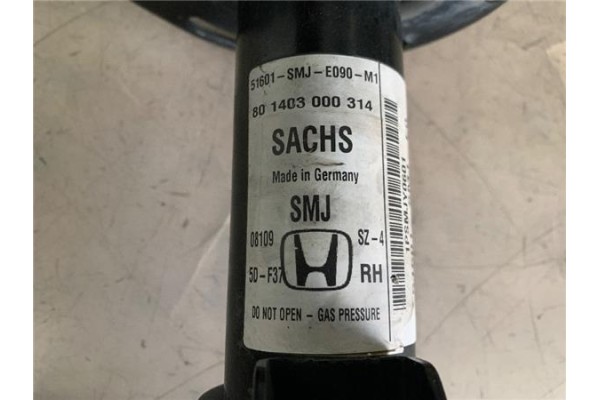 51601-SMJ-E090-M1
80 1403 000 314
SACHS
Made in Germany
SMJ
08109 SZ-4
5D-F37 RH
DO NOT OPEN - GAS PRESSURE
1PSMJY0601